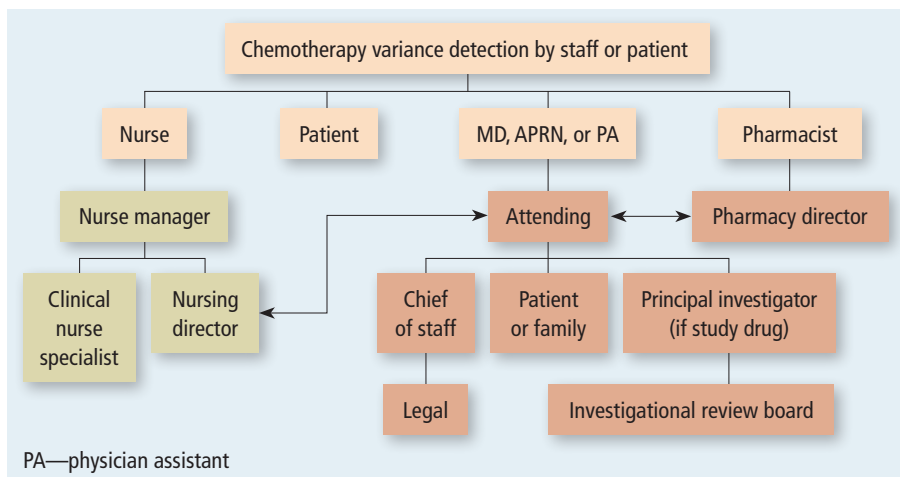 Chemotherapy variance detection by staff or patient
Nurse
Patient
MD, APRN, or PA
Pharmacist
Nurse manager
Attending
Pharmacy director
Clinical
nurse
specialist
Nursing
director
Chief
of staff
Patient
or family
Principal investigator
(if study drug)
Legal
Investigational review board
PA—physician assistant